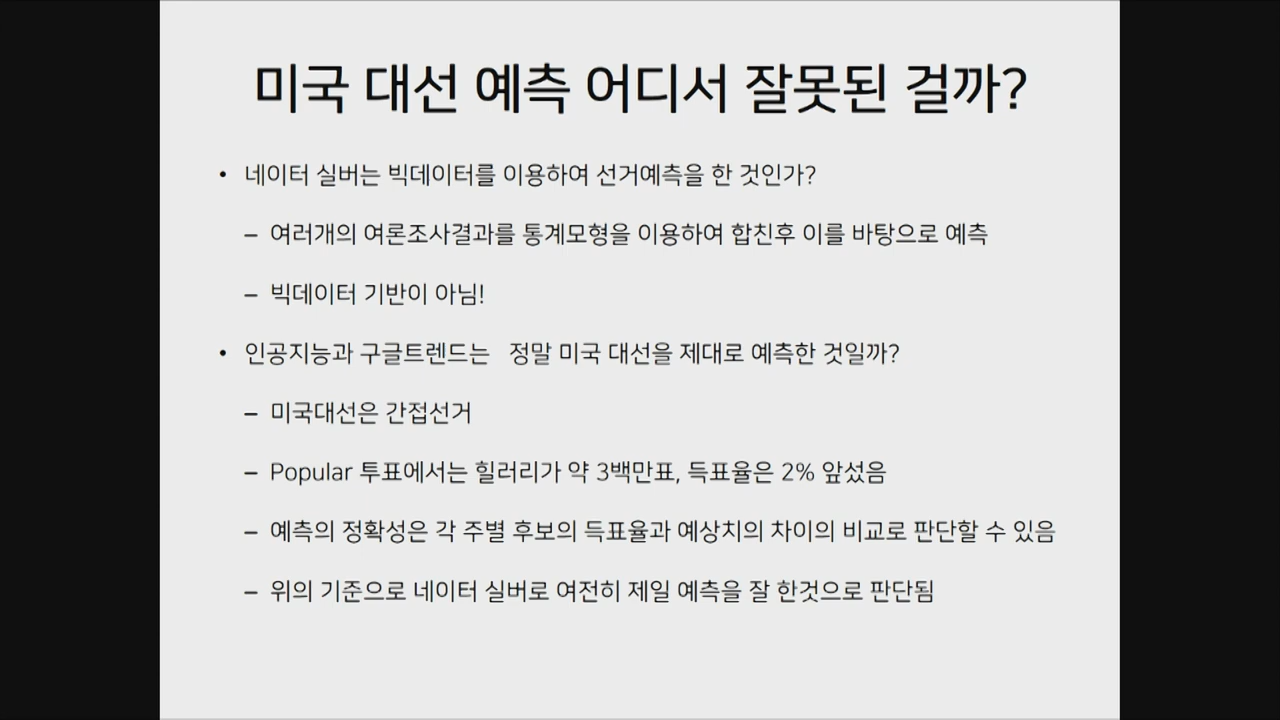 미국 대선 예측 어디서 잘못된 걸까?
• 네이터 실버는 빅데이터를 이용하여 선거예측을 한 것인가?
– 여러개의 여론조사결과를 통계모형을 이용하여 합친후 이를 바탕으로 예측
– 빅데이터 기반이 아님!
• 인공지능과 구글트렌드는 정말 미국 대선을 제대로 예측한 것일까?
– 미국대선은 간접선거
– Popular 투표에서는 힐러리가 약 3백만표, 득표율은 2% 앞섰음
– 예측의 정확성은 각 주별 후보의 득표율과 예상치의 차이의 비교로 판단할 수 있음
– 위의 기준으로 네이터 실버로 여전히 제일 예측을 잘 한것으로 판단됨